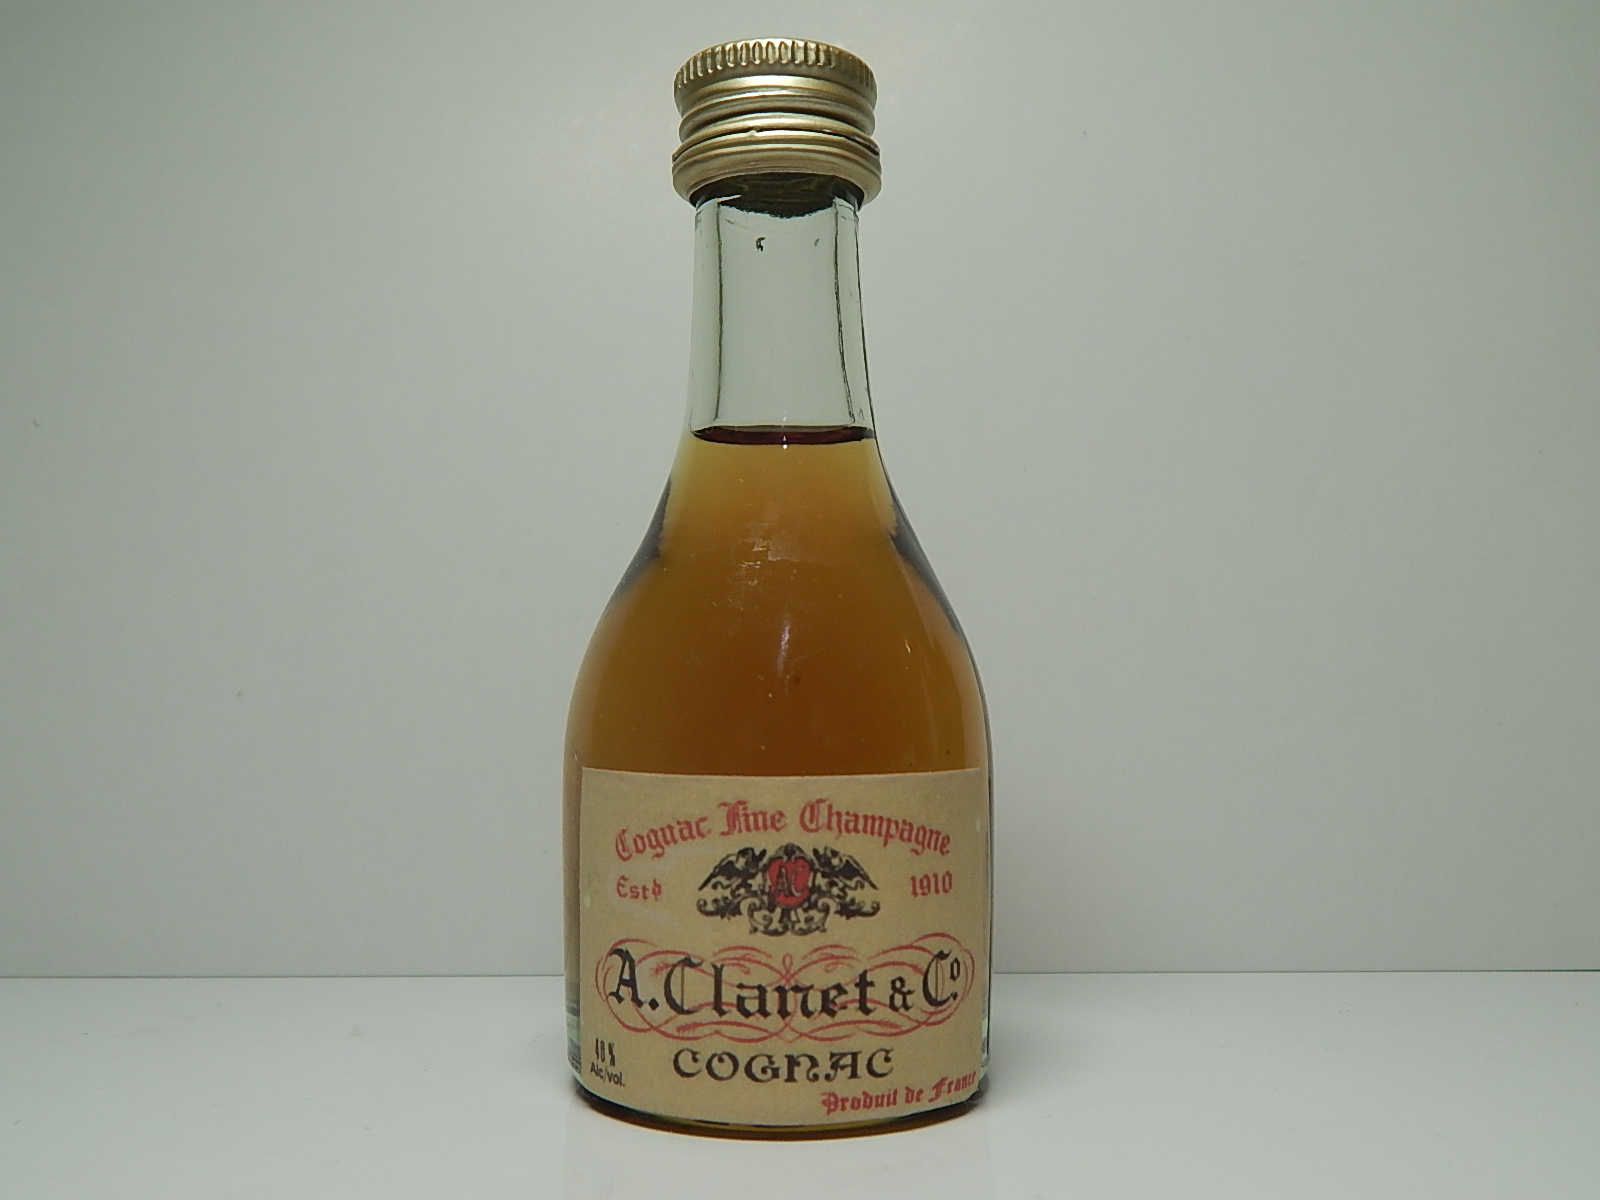 Cognac Fine Champagne
Estd 1910
AC
A. Clanet & Co.
COGNAC
40 %
Alc/vol.
Produit de France